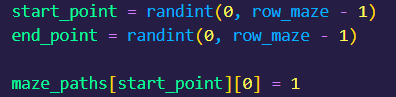 start_point = randint(0, row_maze - 1)
end_point = randint(0, row_maze - 1)
maze_paths[start_point][0] = 1